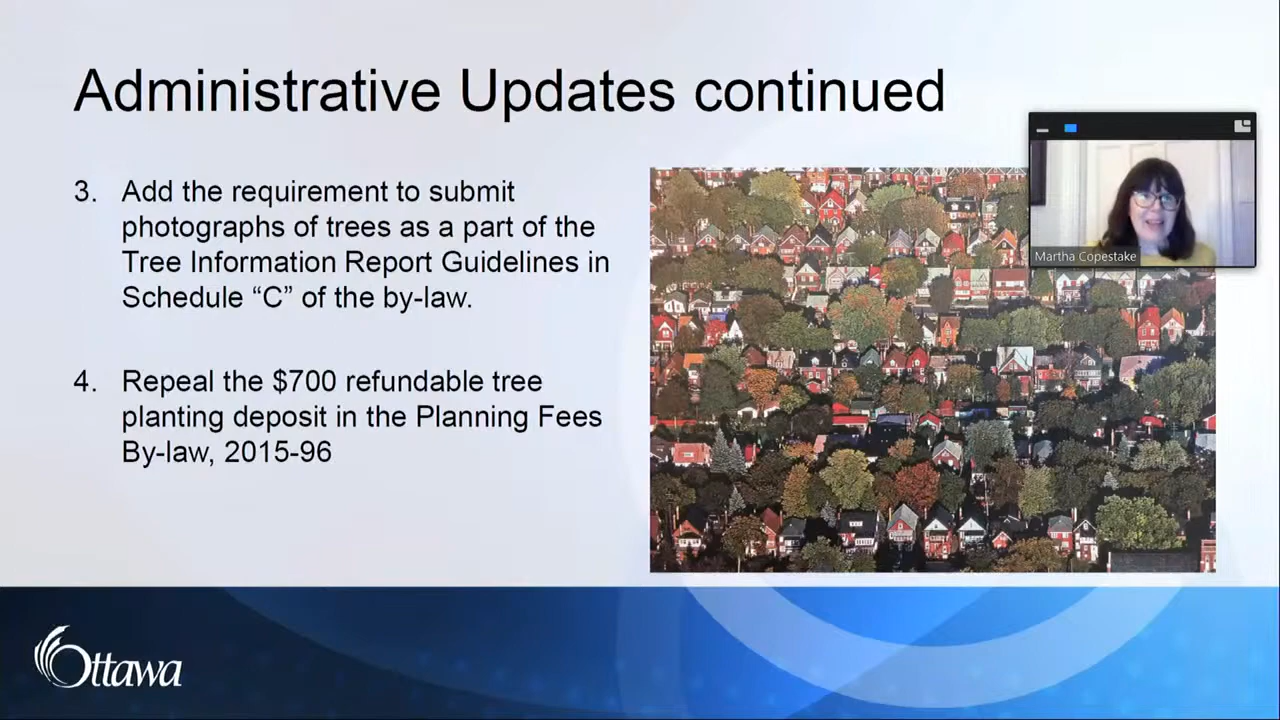 Administrative Updates continued
3. Add the requirement to submit
photographs of trees as a part of the
Tree Information Report Guidelines in
Schedule “C” of the by-law.
4. Repeal the $700 refundable tree
planting deposit in the Planning Fees
By-law, 2015-96
Martha Copestake
Ottawa